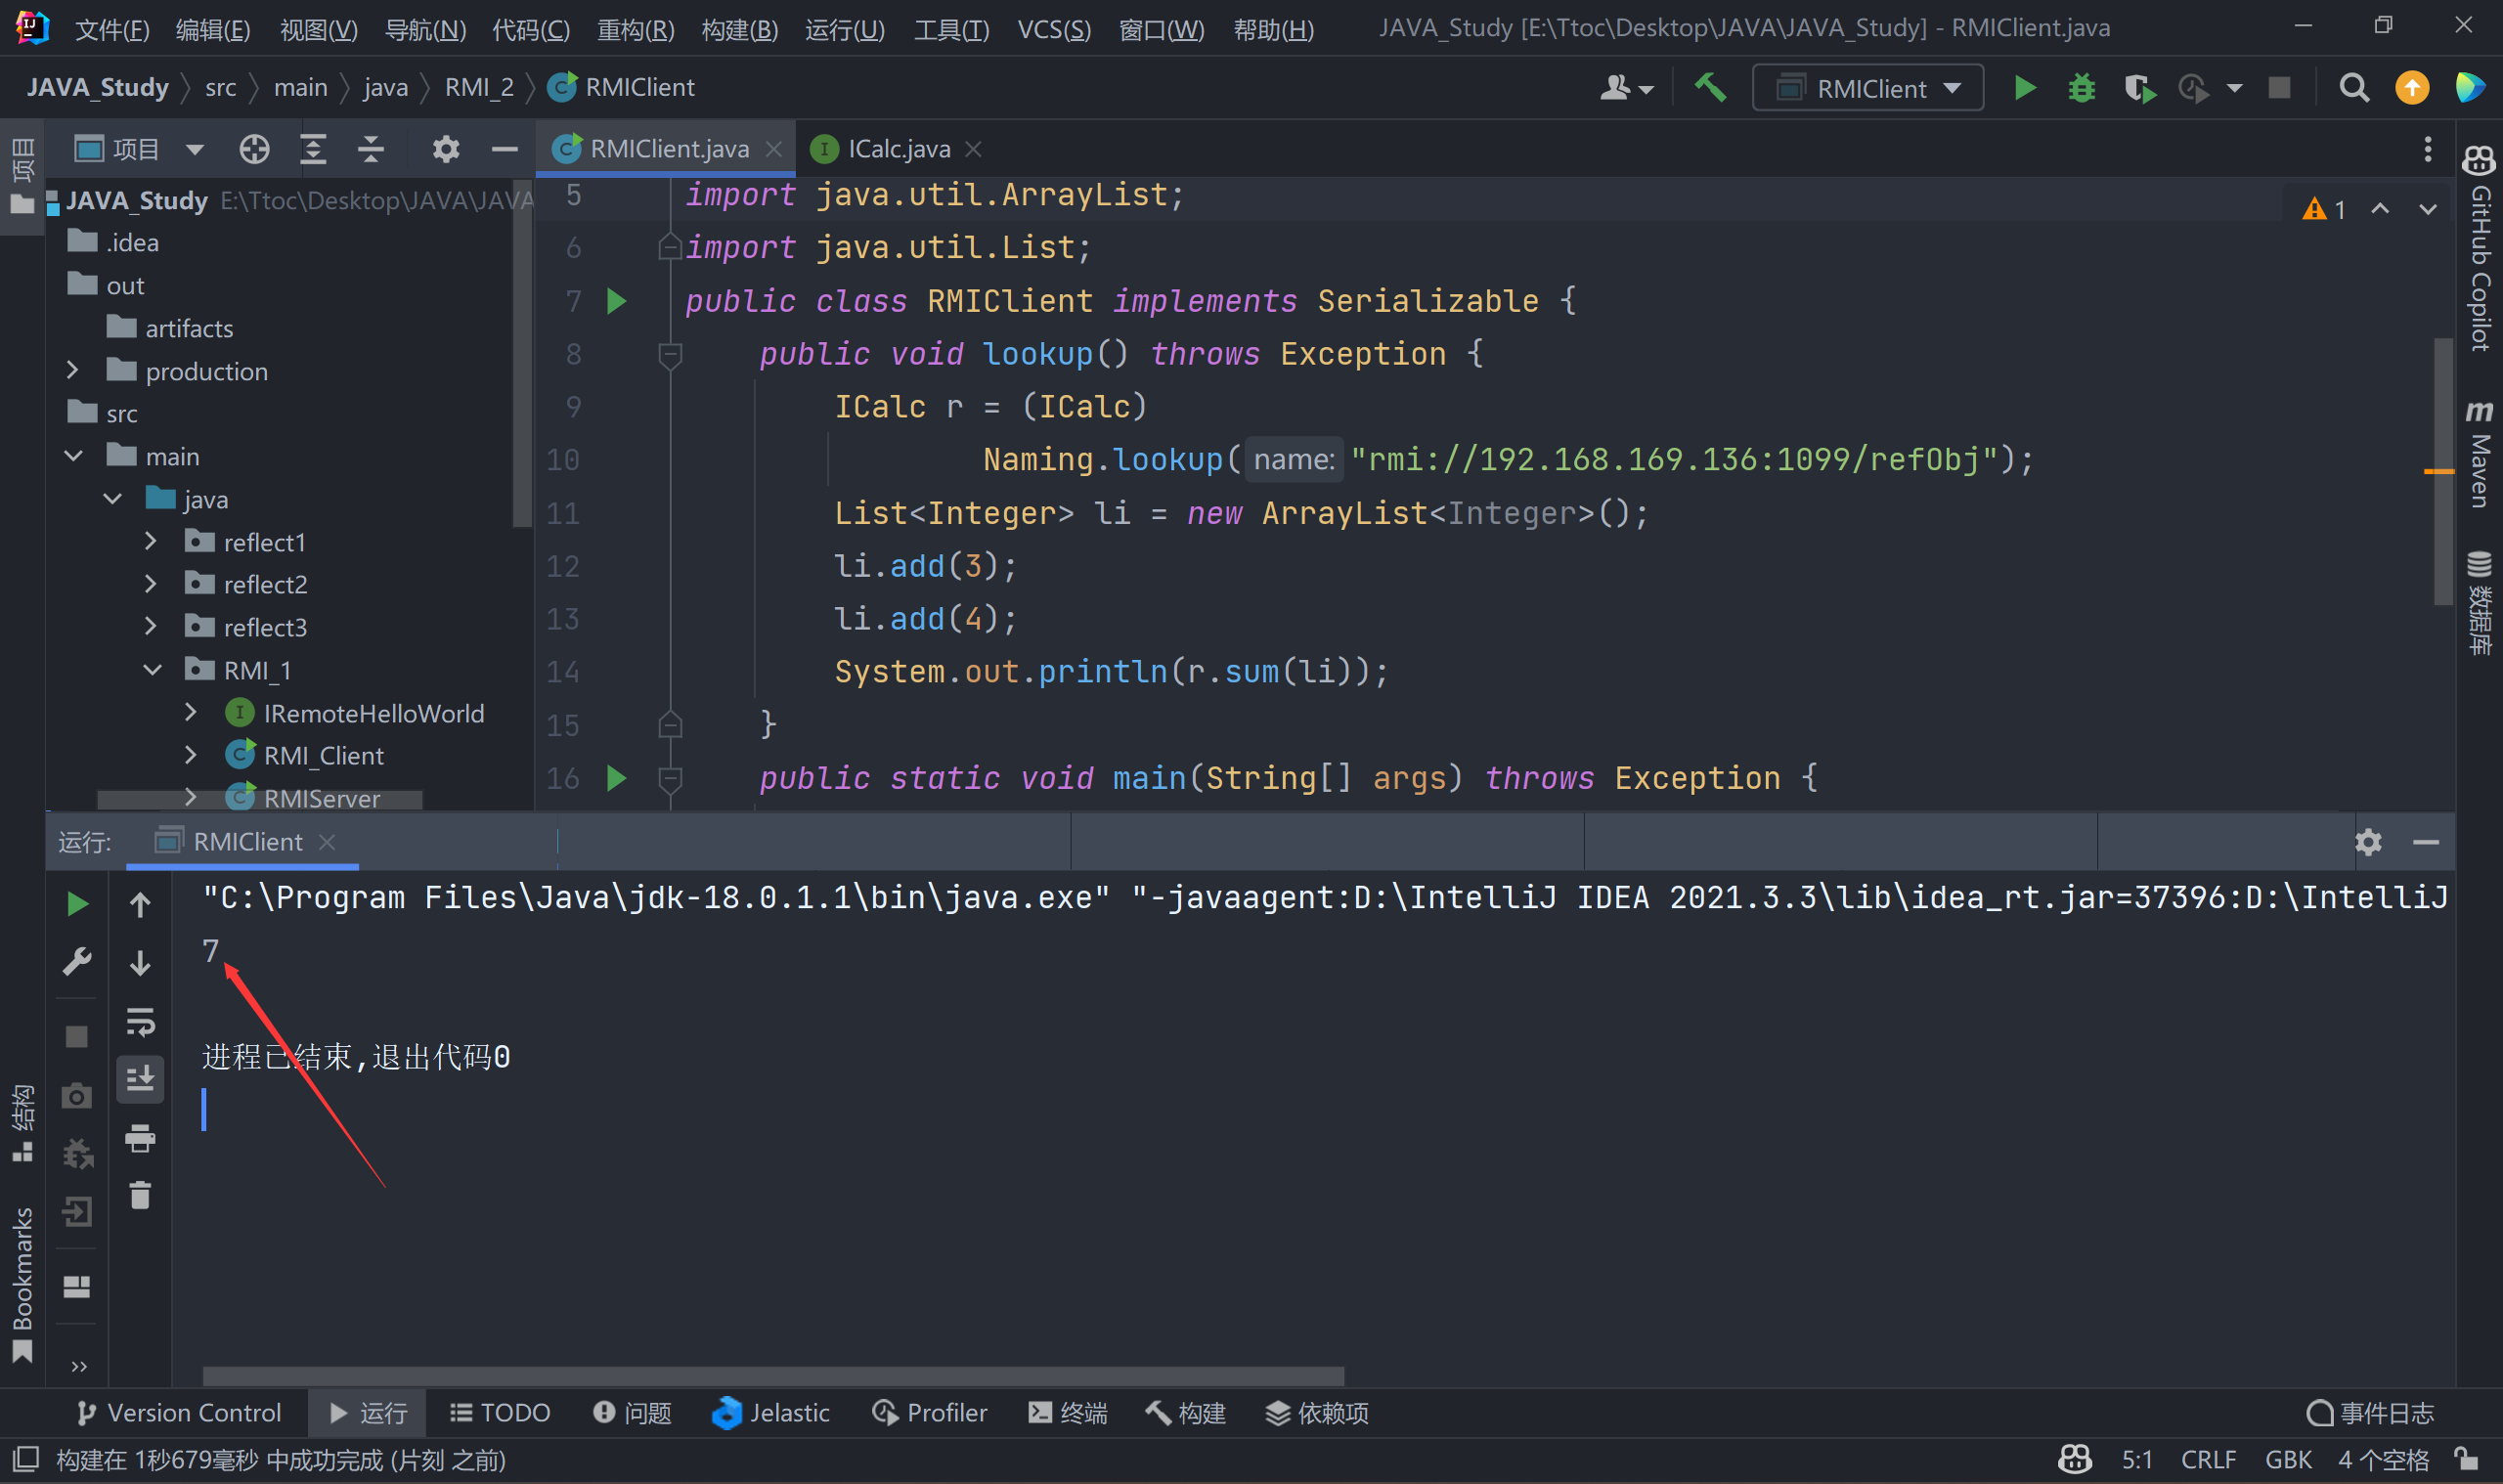 文件(F) 编辑(E) 视图(V) 导航(N) 代码(C) 重构(R) 构建(B) 运行(U) 工具(T) VCS(S) 窗口(W) 帮助(H) JAVA_Study [E:\Ttoc\Desktop\JAVA\JAVA_Study] - RMIClient.java
JAVA_Study src main java RMI_2 RMIClient
RMIClient
项目
RMIClient.java ICalc.java
项目
JAVA_Study E:\Ttoc\Desktop\JAVA\JAVA
.idea
out
artifacts
production
src
main
java
reflect1
reflect2
reflect3
RMI_1
IRemoteHelloWorld
RMI_Client
RMIServer
1
5 import java.util.ArrayList;
6 import java.util.List;
7 public class RMIClient implements Serializable {
8 public void lookup() throws Exception {
9 ICalc r = (ICalc)
10 Naming.lookup( name: "rmi://192.168.169.136:1099/refObj");
11 List<Integer> li = new ArrayList<Integer>();
12 li.add(3);
13 li.add(4);
14 System.out.println(r.sum(li));
15 }
16 public static void main(String[] args) throws Exception {
GitHub Copilot
Maven
数据库
运行: RMIClient
"C:\Program Files\Java\jdk-18.0.1.1\bin\java.exe" "-javaagent:D:\IntelliJ IDEA 2021.3.3\lib\idea_rt.jar=37396:D:\IntelliJ
7
进程已结束,退出代码0
结构
Bookmarks
Version Control 运行 TODO 问题 Jelastic Profiler 终端 构建 依赖项 事件日志
构建在 1秒679毫秒 中成功完成 (片刻 之前) 5:1 CRLF GBK 4 个空格